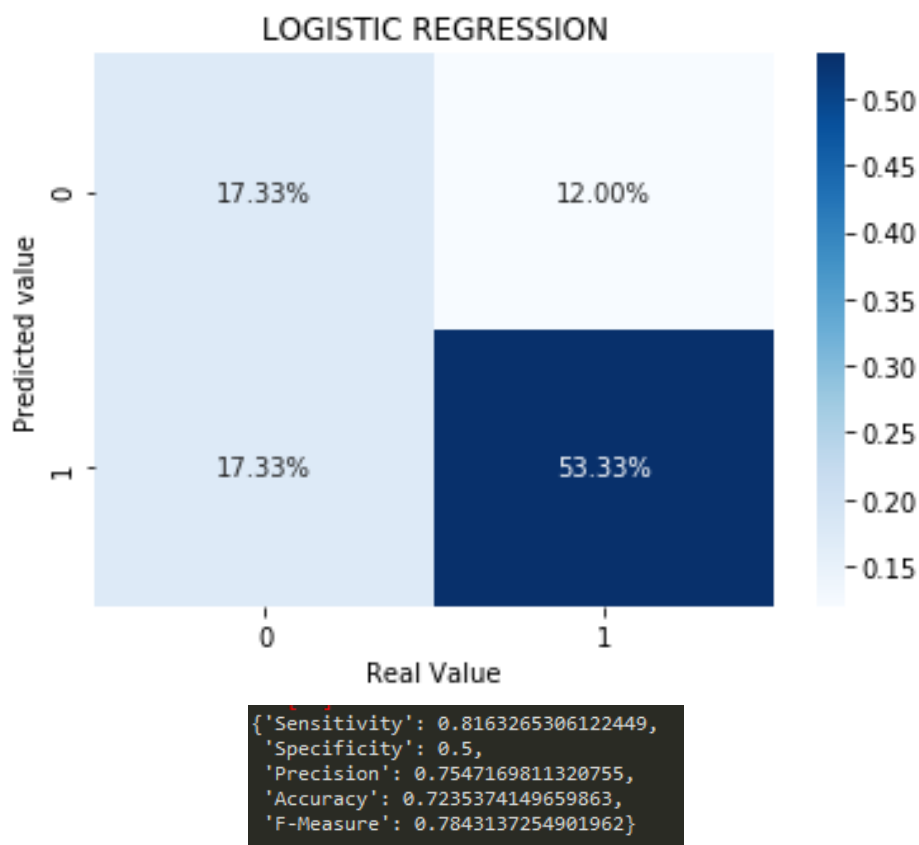 LOGISTIC REGRESSION
0.50
0.45
0.40
0.35
0.30
0.25
0.20
0.15
Predicted value
0
17.33%
12.00%
1
17.33%
53.33%
0
1
Real Value
{'Sensitivity': 0.8163265306122449,
'Specificity': 0.5,
'Precision': 0.7547169811320755,
'Accuracy': 0.7235374149659863,
'F-Measure': 0.7843137254901962}